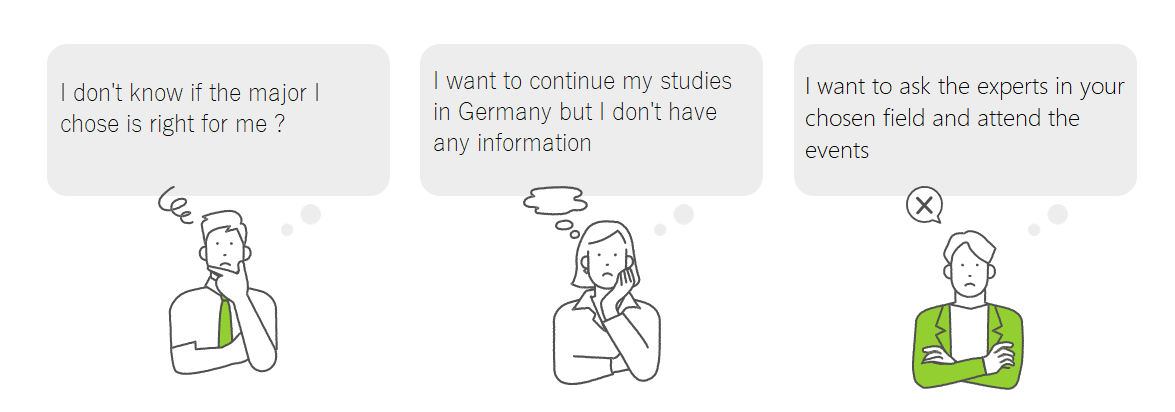 I don't know if the major I
chose is right for me ?
I want to continue my studies
in Germany but I don't have
any information
I want to ask the experts in your
chosen field and attend the
events